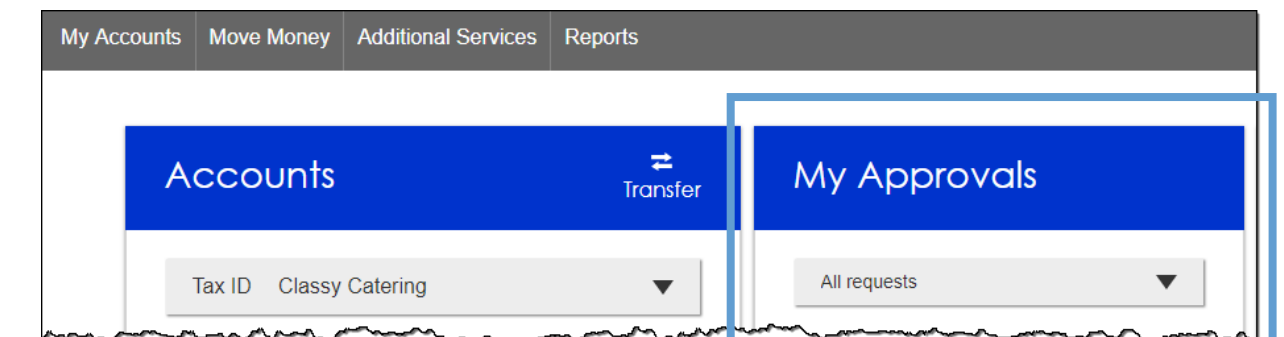 My Accounts Move Money Additional Services Reports
Accounts
Transfer
My Approvals
Tax ID Classy Catering
All requests